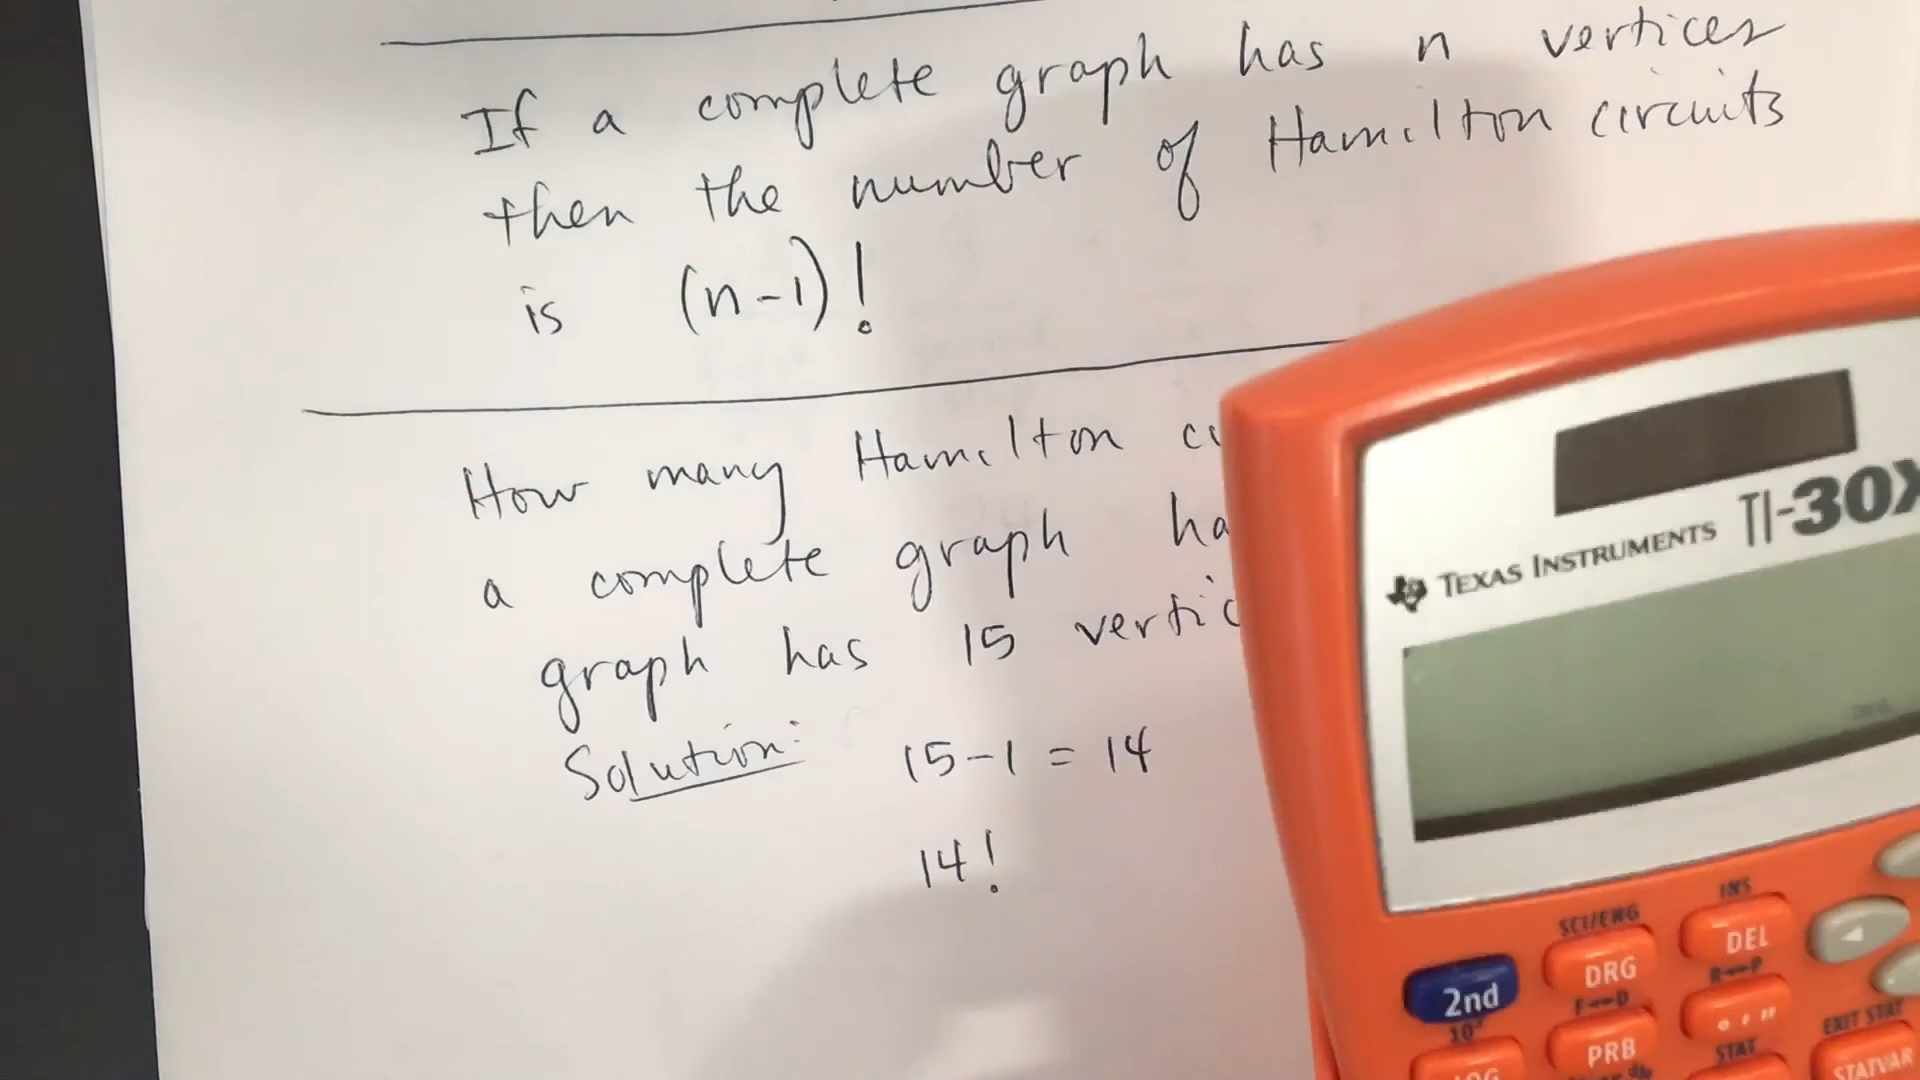 If a complete graph has n vertices
then the number of Hamilton circuits
is (n-1)!
How many Hamilton
a complete graph
graph has 15
Solution: 15-1 = 14
14!
TEXAS INSTRUMENTS TI-30X
INS
SCI/ENG
DEL
DRG
2nd
PRB
EXIT STAT
STAT
STATVAR
LOG